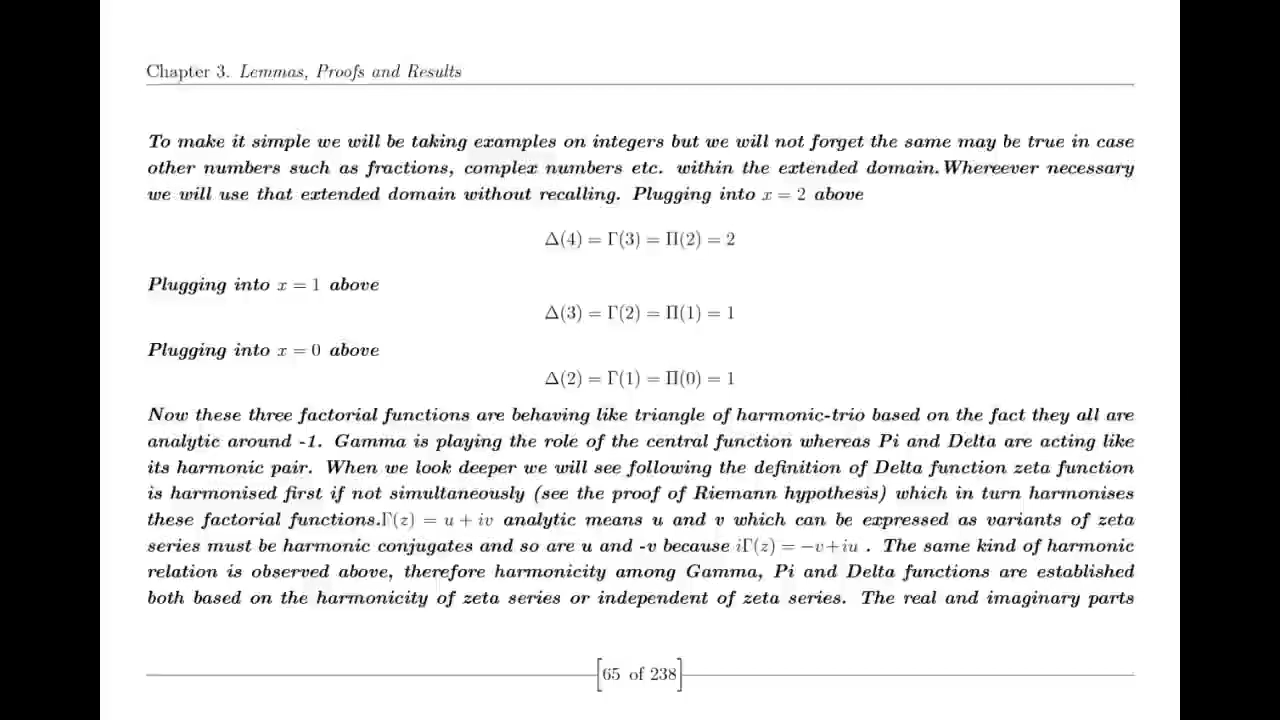 Chapter 3. Lemmas, Proofs and Results
To make it simple we will be taking examples on integers but we will not forget the same may be true in case
other numbers such as fractions, complex numbers etc. within the extended domain.Whereever necessary
we will use that extended domain without recalling. Plugging into x = 2 above
Δ(4) = Γ(3) = Π(2) = 2
Plugging into x = 1 above
Δ(3) = Γ(2) = Π(1) = 1
Plugging into x = 0 above
Δ(2) = Γ(1) = Π(0) = 1
Now these three factorial functions are behaving like triangle of harmonic-trio based on the fact they all are
analytic around -1. Gamma is playing the role of the central function whereas Pi and Delta are acting like
its harmonic pair. When we look deeper we will see following the definition of Delta function zeta function
is harmonised first if not simultaneously (see the proof of Riemann hypothesis) which in turn harmonises
these factorial functions.Γ(z) = u + iv analytic means u and v which can be expressed as variants of zeta
series must be harmonic conjugates and so are u and -v because iΓ(z) = −v+iu . The same kind of harmonic
relation is observed above, therefore harmonicity among Gamma, Pi and Delta functions are established
both based on the harmonicity of zeta series or independent of zeta series. The real and imaginary parts
65 of 238